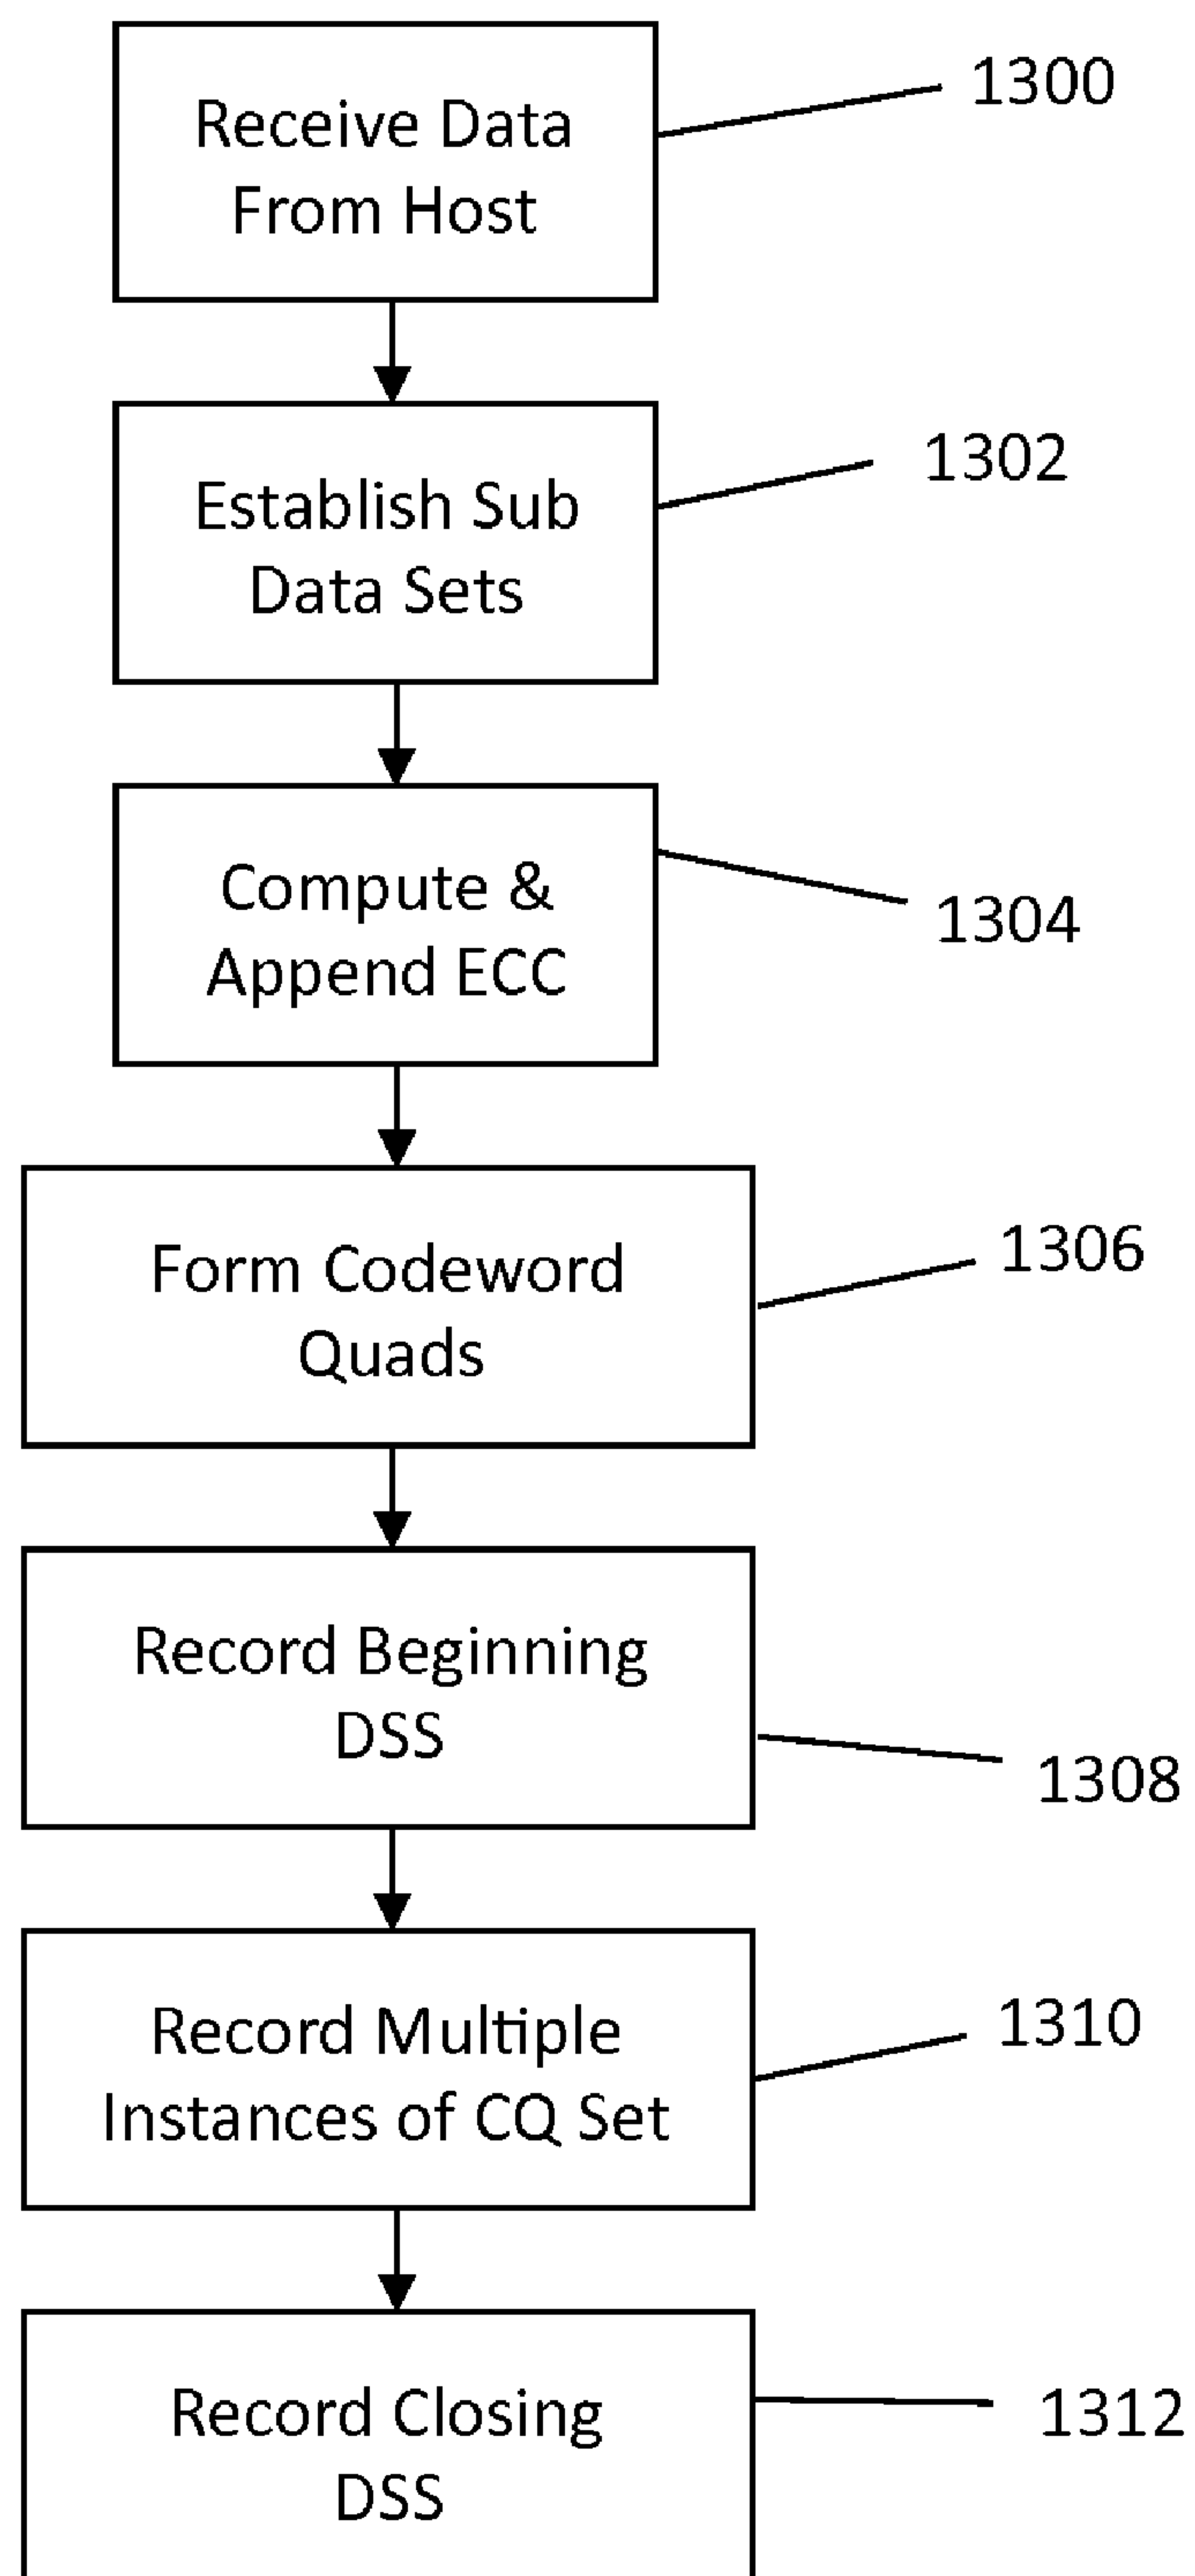 Receive Data
From Host
1300
Establish Sub
Data Sets
1302
Compute &
Append ECC
1304
Form Codeword
Quads
1306
Record Beginning
DSS
1308
Record Multiple
Instances of CQ Set
1310
Record Closing
DSS
1312